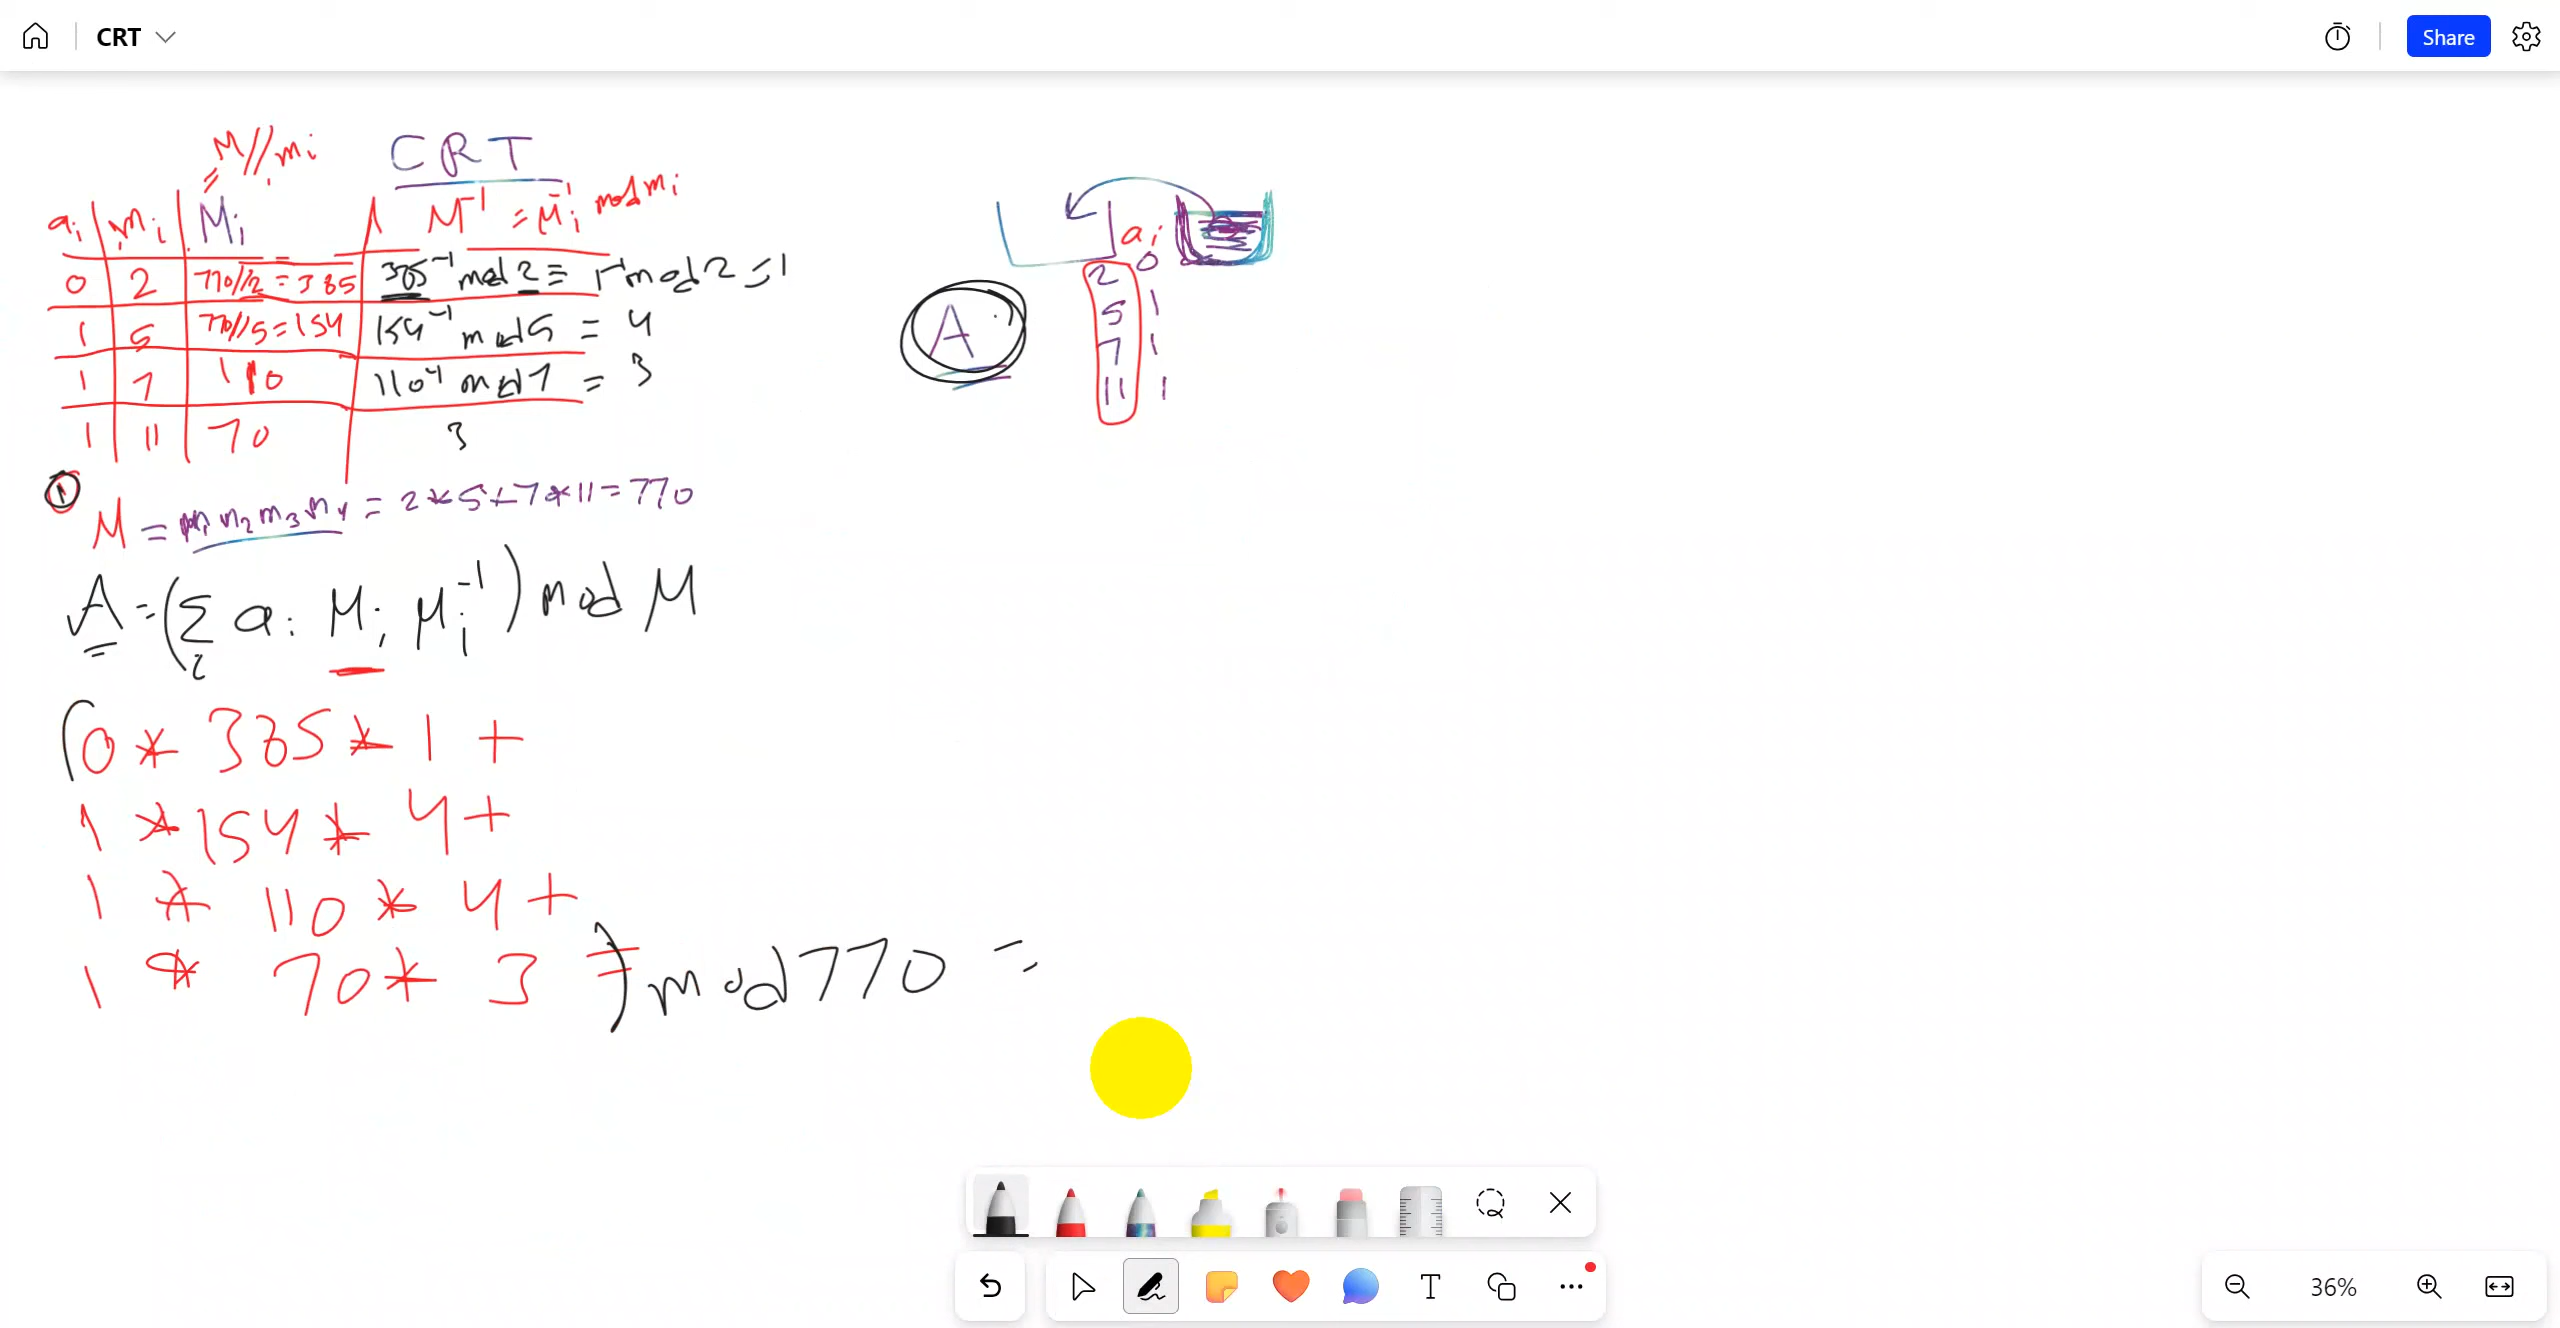 CRT
Share
= M//mi
CRT
ai mi Mi M⁻¹ = Mi⁻¹ mod mi
0 2 770//2 = 385 385⁻¹ mod 2 ≡ 1⁻¹ mod 2 = 1
1 5 770//5 = 154 154⁻¹ mod 5 = 4
1 7 110 110⁻¹ mod 7 = 3
1 11 70 3
① M = m1 m2 m3 m4 = 2 * 5 * 7 * 11 = 770
A = (Σ ai Mi Mi⁻¹) mod M
i
(0 * 385 * 1 +
1 * 154 * 4 +
1 * 110 * 4 +
1 * 70 * 3 =) mod 770 =
ai
A
2 0
5 1
7 1
11 1
T
36%